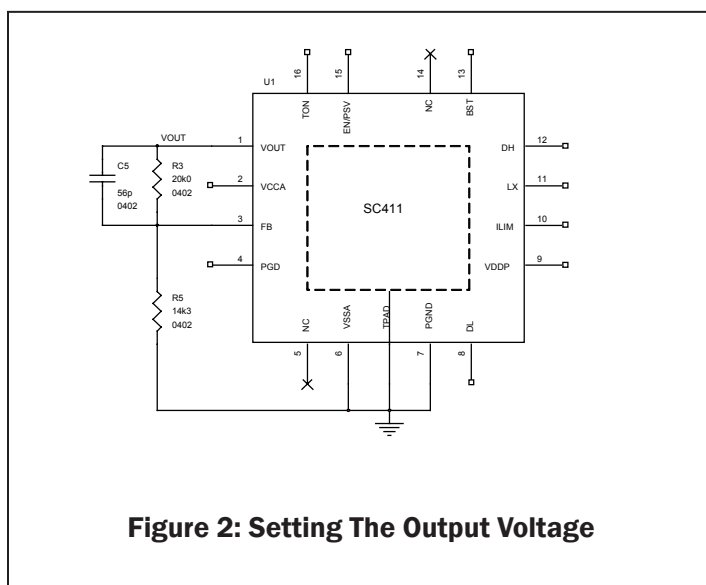 U1
16
15
14
13
TON
EN/PSV
NC
BST
VOUT
1
VOUT
DH
12
C5
R3
20k0
0402
56p
0402
2
VCCA
LX
11
SC411
3
FB
ILIM
10
4
PGD
VDDP
9
R5
14k3
0402
NC
VSSA
TPAD
PGND
DL
5
6
7
8
Figure 2: Setting The Output Voltage